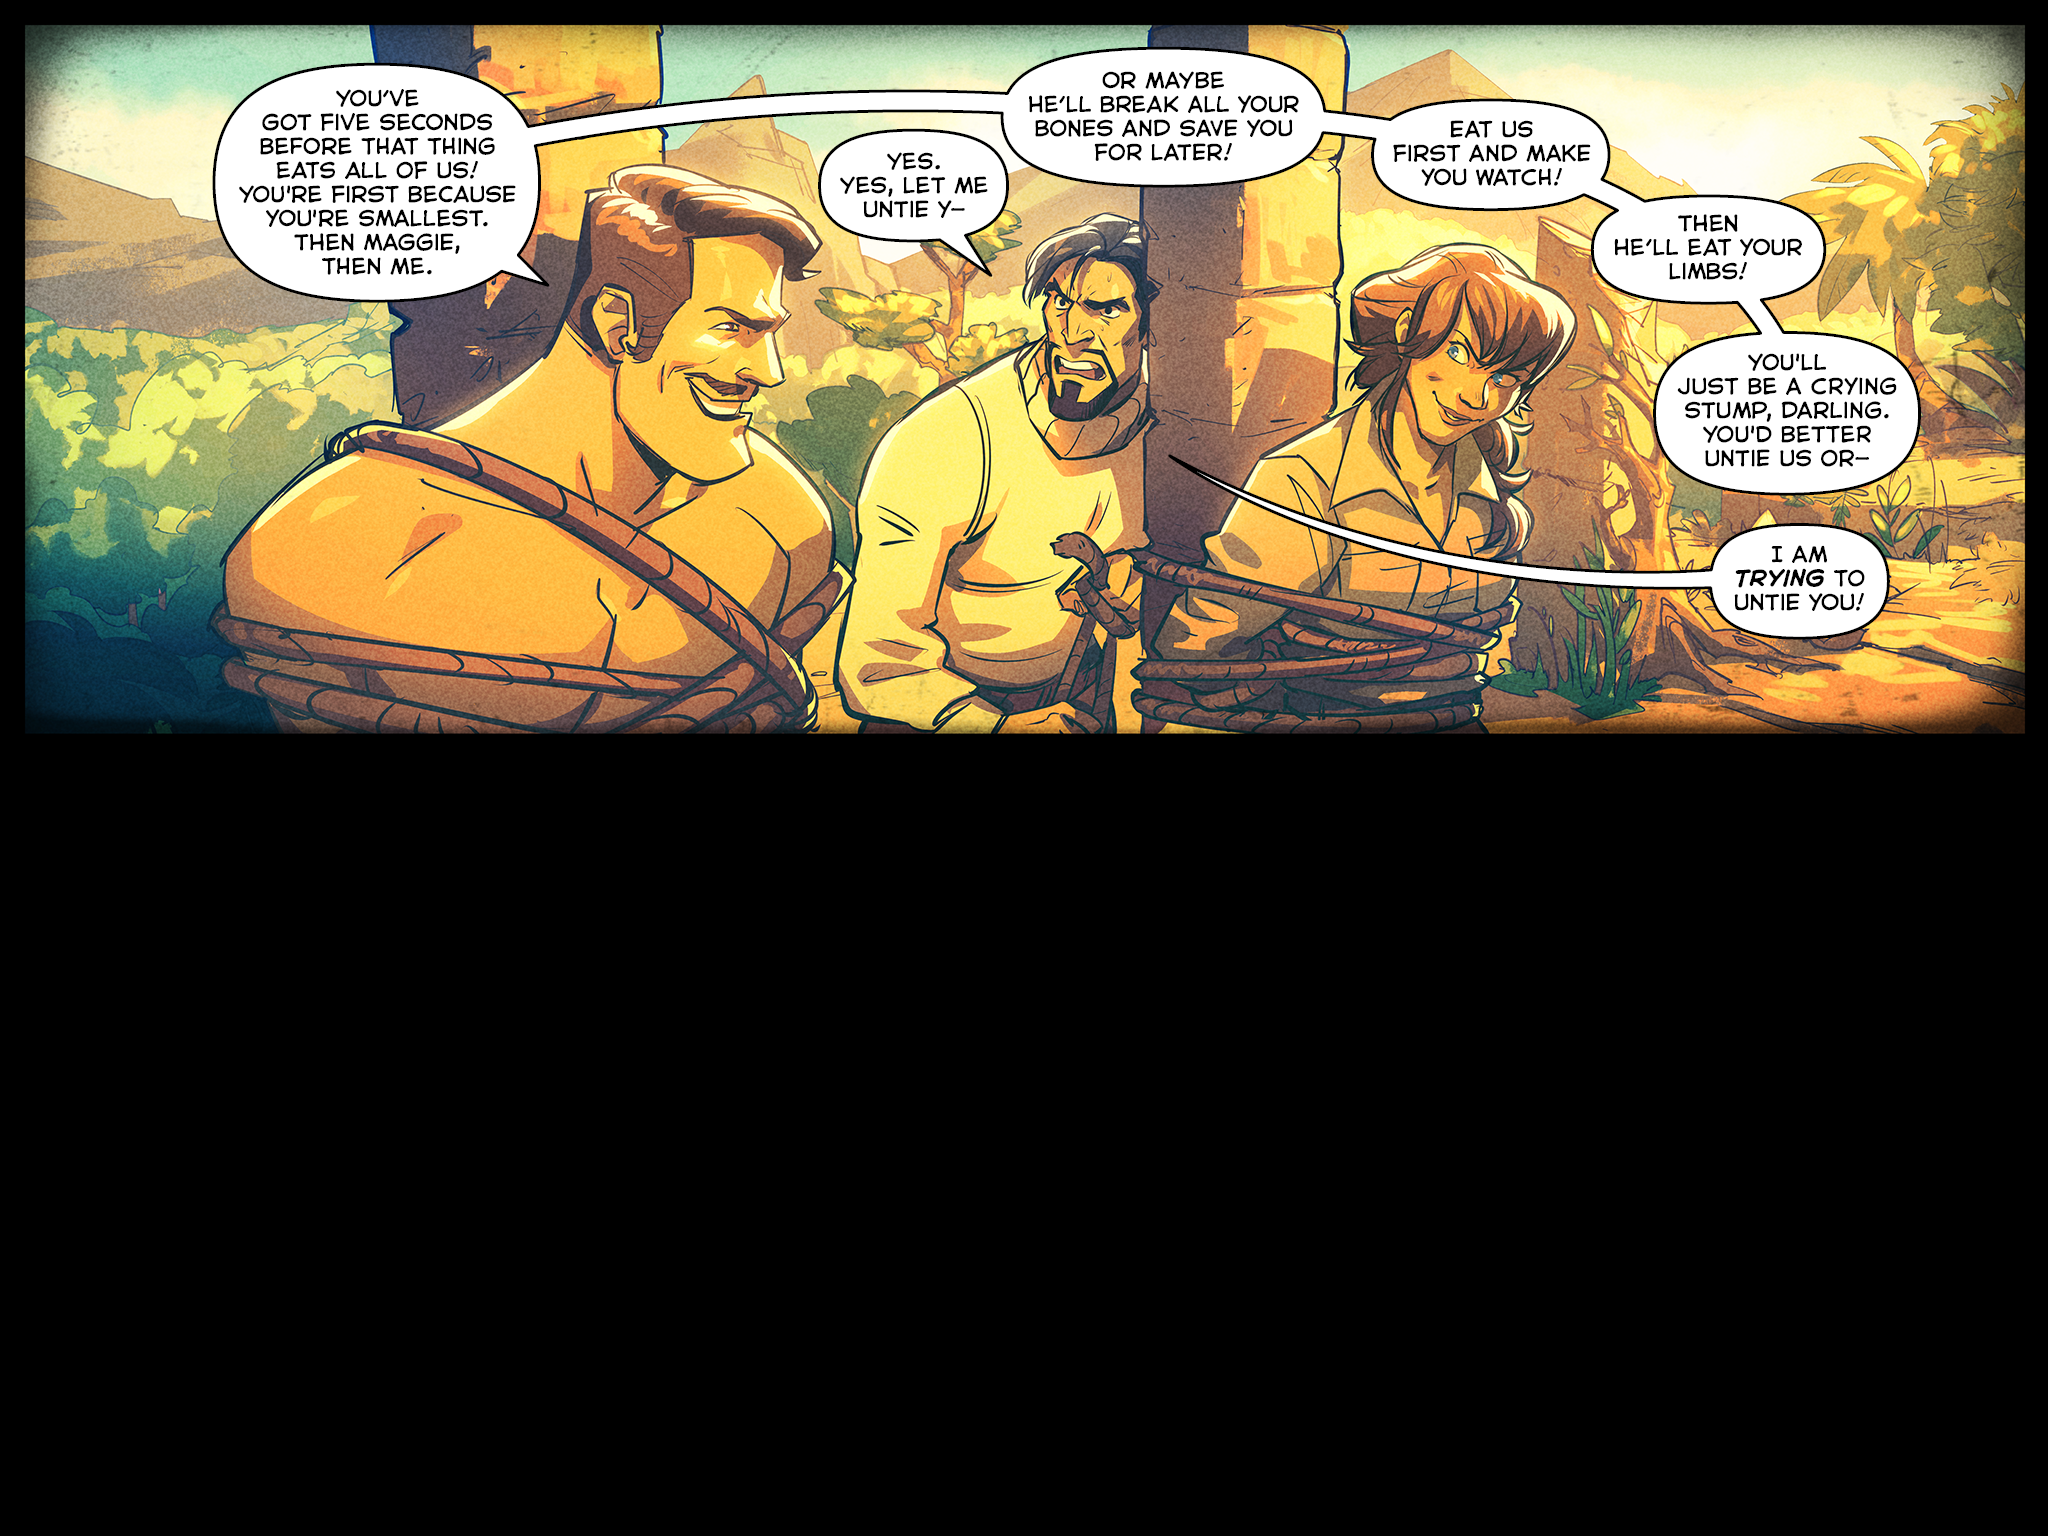 YOU'VE
GOT FIVE SECONDS
BEFORE THAT THING
EATS ALL OF US!
YOU'RE FIRST BECAUSE
YOU'RE SMALLEST.
THEN MAGGIE,
THEN ME.
YES.
YES, LET ME
UNTIE Y–
OR MAYBE
HE'LL BREAK ALL YOUR
BONES AND SAVE YOU
FOR LATER!
EAT US
FIRST AND MAKE
YOU WATCH!
THEN
HE'LL EAT YOUR
LIMBS!
YOU'LL
JUST BE A CRYING
STUMP, DARLING.
YOU'D BETTER
UNTIE US OR–
I AM
TRYING TO
UNTIE YOU!